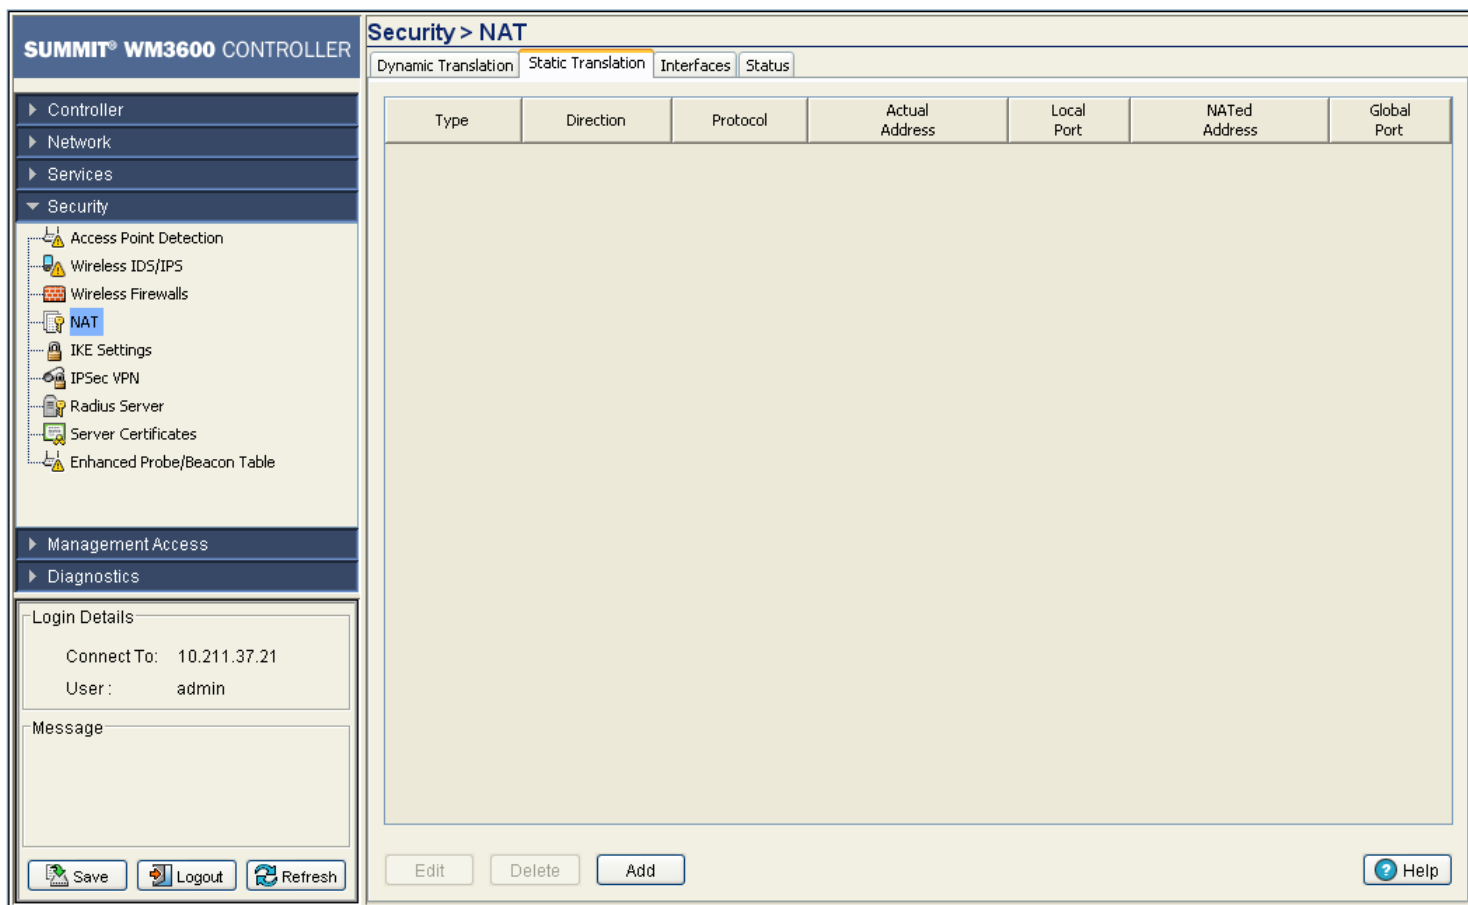 SUMMIT® WM3600 CONTROLLER
Controller
Network
Services
Security
Access Point Detection
Wireless IDS/IPS
Wireless Firewalls
NAT
IKE Settings
IPSec VPN
Radius Server
Server Certificates
Enhanced Probe/Beacon Table
Management Access
Diagnostics
Login Details
Connect To: 10.211.37.21
User : admin
Message
Save Logout Refresh
Security > NAT
Dynamic Translation Static Translation Interfaces Status
Type Direction Protocol Actual Address Local Port NATed Address Global Port
Edit Delete Add Help